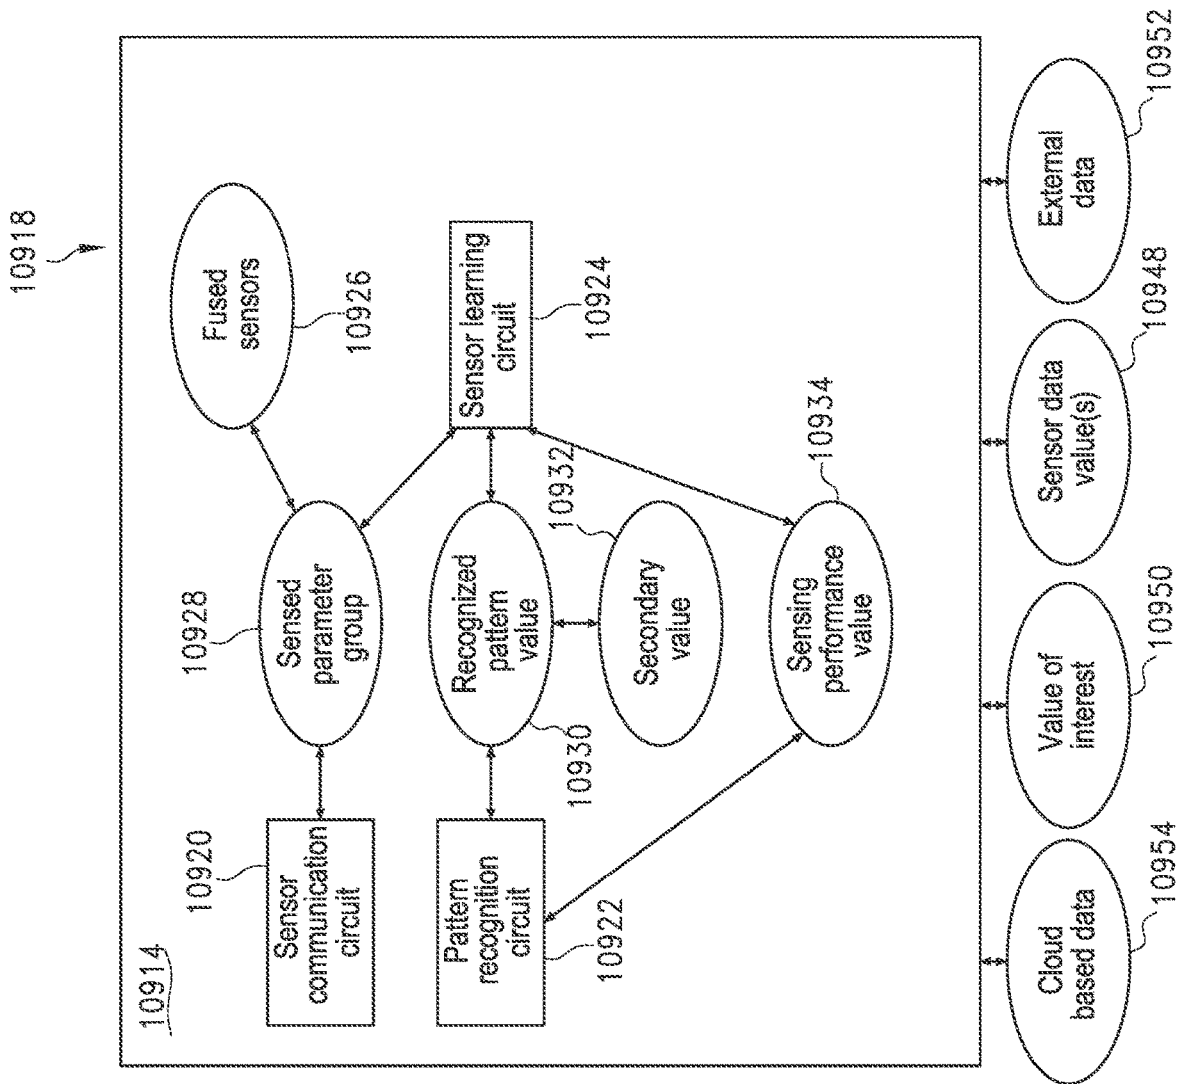 10918
10914
10920
Sensor
communication
circuit
10928
Sensed
parameter
group
Fused
sensors
10926
Pattern
recognition
circuit
10922
Recognized
pattern
value
10930
Sensor learning
circuit
10924
10932
Secondary
value
Sensing
performance
value
10934
Cloud
based data
10954
Value of
interest
10950
Sensor data
value(s)
10948
External
data
10952